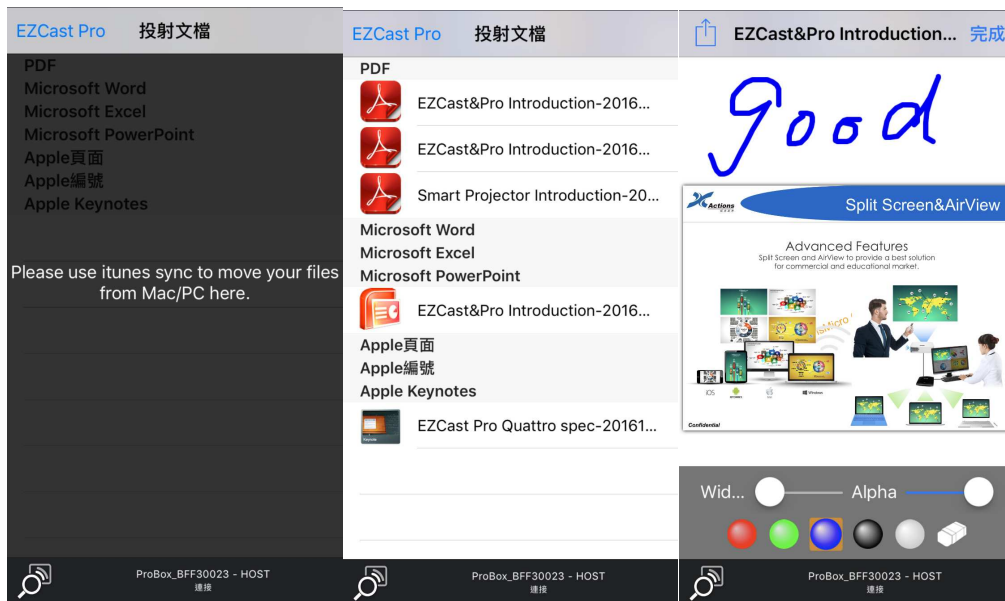 EZCast Pro 投射文檔
PDF
Microsoft Word
Microsoft Excel
Microsoft PowerPoint
Apple頁面
Apple編號
Apple Keynotes
Please use itunes sync to move your files
from Mac/PC here.
ProBox_BFF30023 - HOST
連接
EZCast Pro 投射文檔
PDF
EZCast&Pro Introduction-2016...
EZCast&Pro Introduction-2016...
Smart Projector Introduction-20...
Microsoft Word
Microsoft Excel
Microsoft PowerPoint
EZCast&Pro Introduction-2016...
Apple頁面
Apple編號
Apple Keynotes
EZCast Pro Quattro spec-20161...
ProBox_BFF30023 - HOST
連接
EZCast&Pro Introduction... 完成
good
Actions
Split Screen&AirView
Advanced Features
Split Screen and AirView to provide a best solution
for commercial and educational market.
iOS
Windows
Confidential
Wid... Alpha
ProBox_BFF30023 - HOST
連接